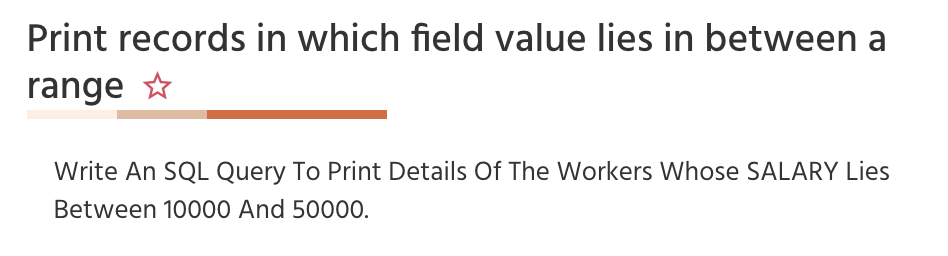 Print records in which field value lies in between a
range
Write An SQL Query To Print Details Of The Workers Whose SALARY Lies
Between 10000 And 50000.